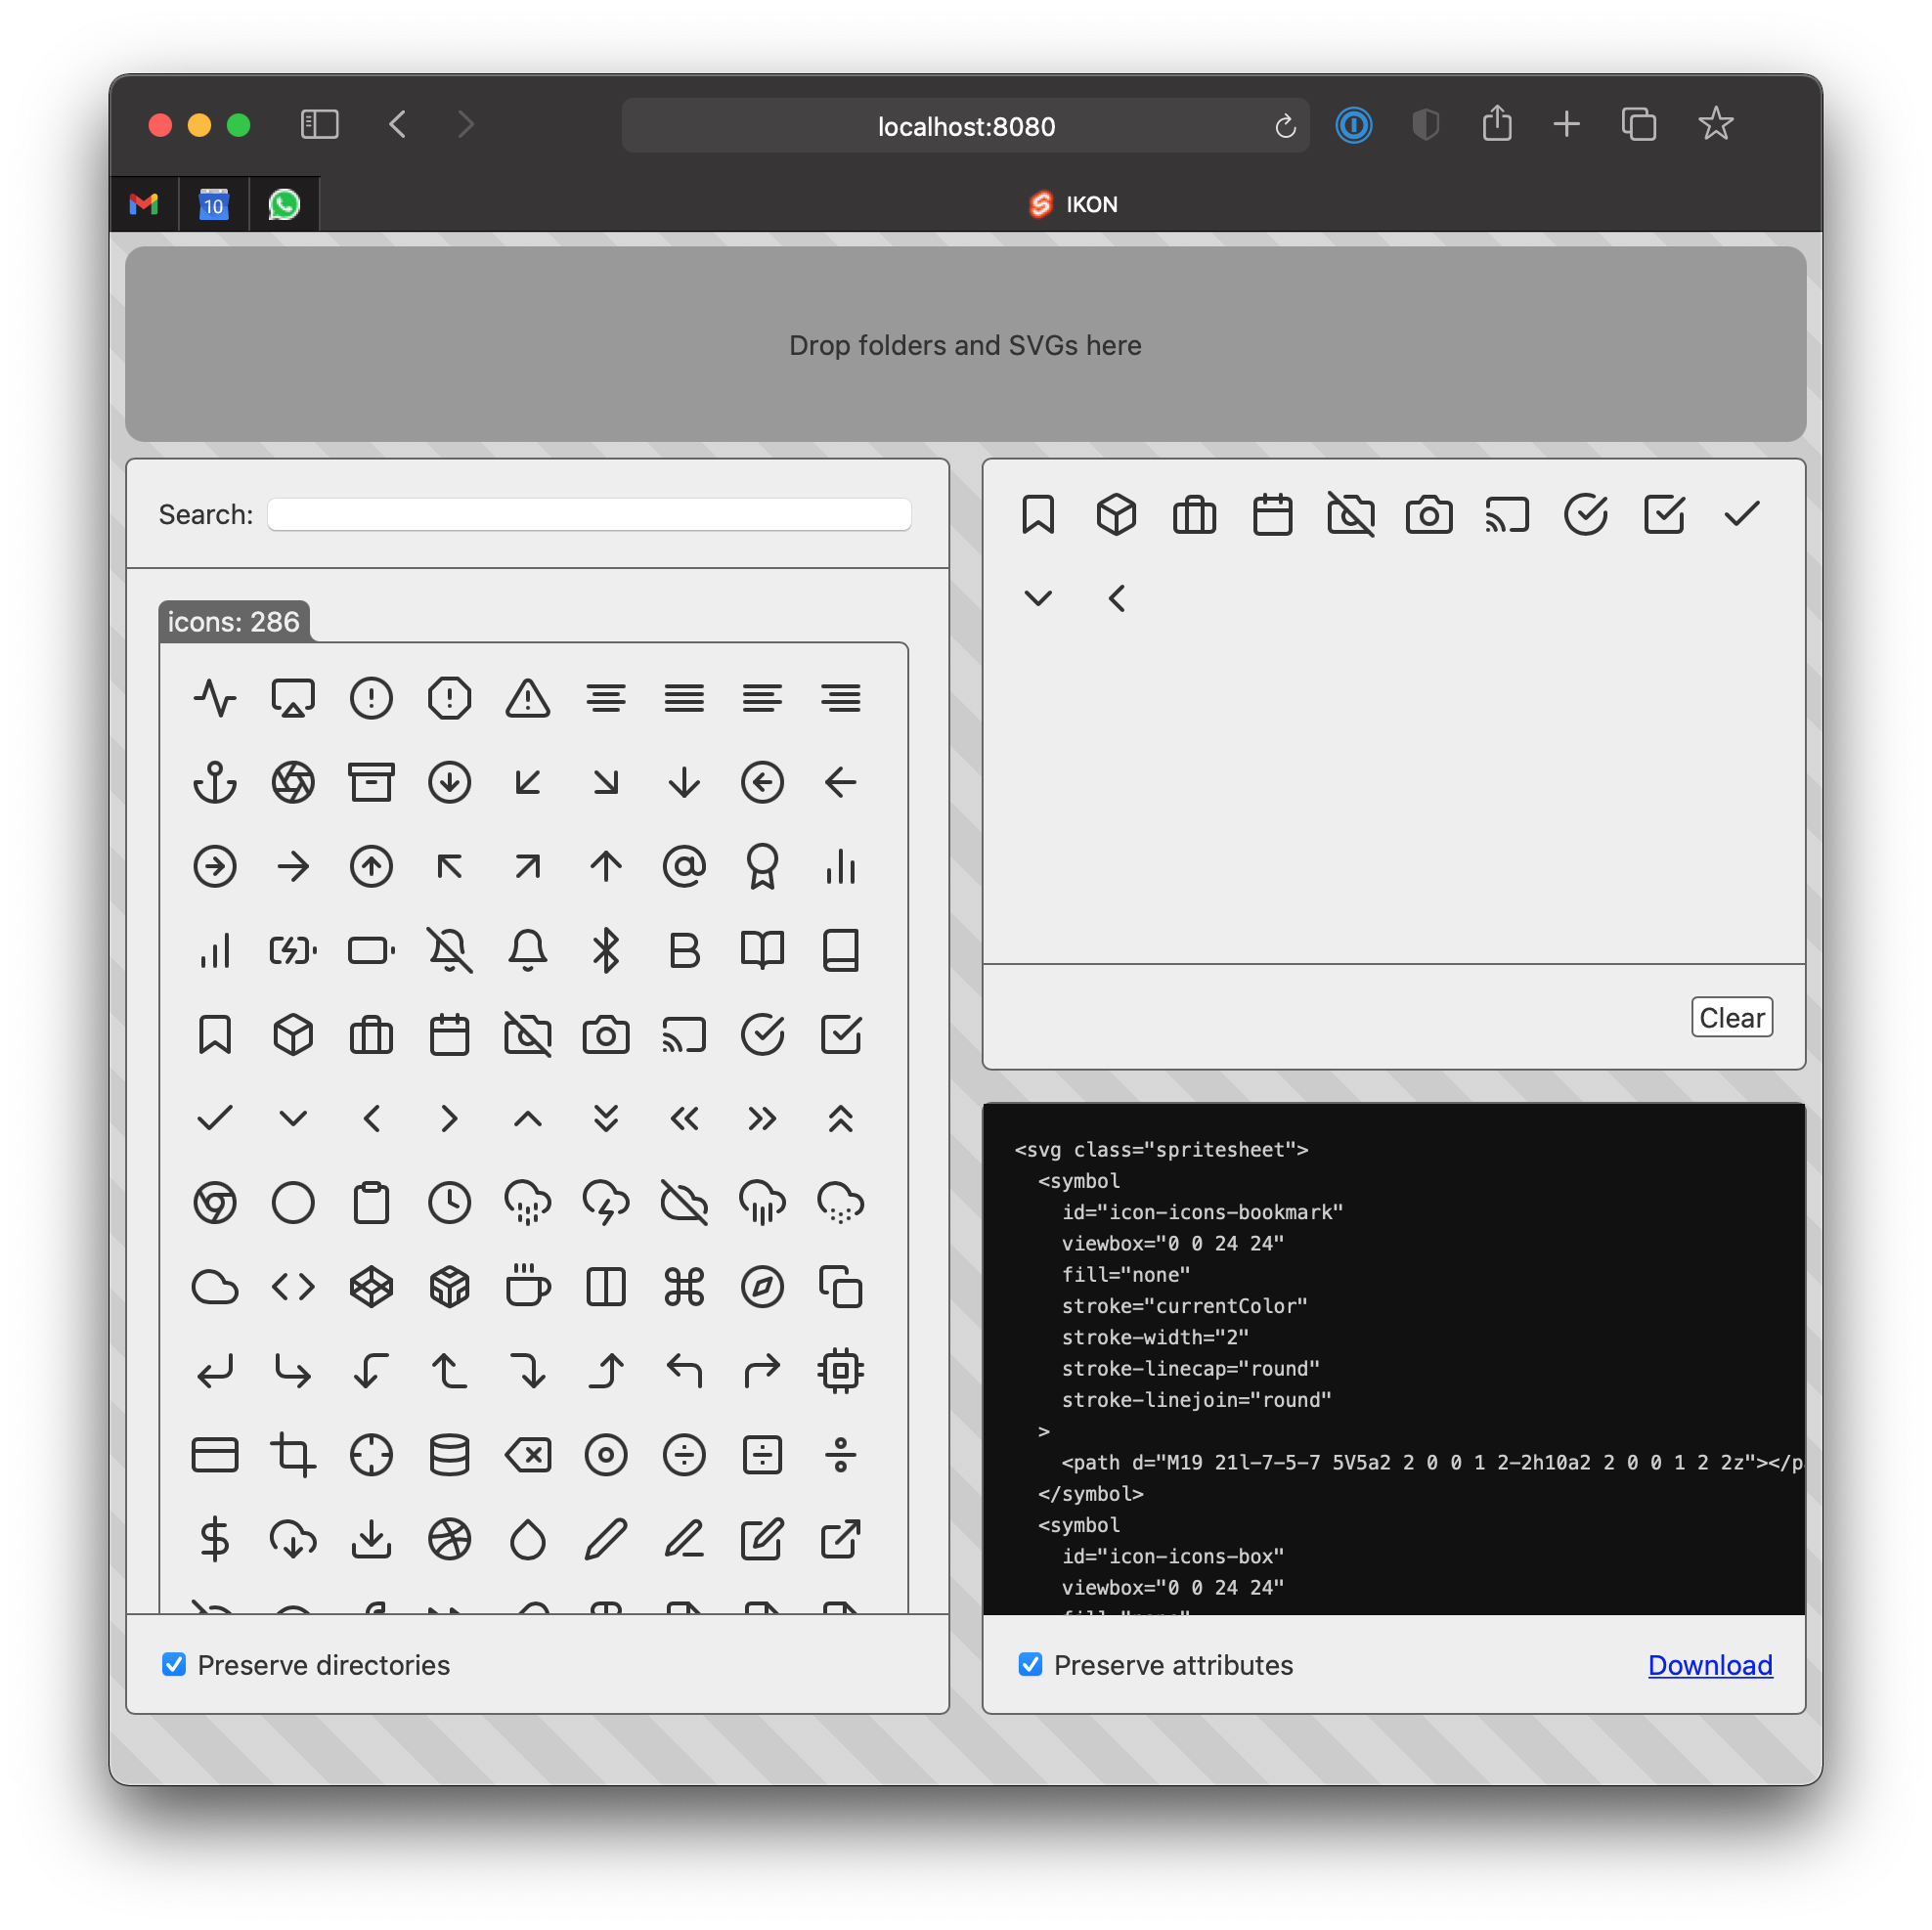 localhost:8080
10
IKON
Drop folders and SVGs here
Search:
icons: 286
Clear
<svg class="spritesheet">
<symbol
id="icon-icons-bookmark"
viewbox="0 0 24 24"
fill="none"
stroke="currentColor"
stroke-width="2"
stroke-linecap="round"
stroke-linejoin="round"
>
<path d="M19 21l-7-5-7 5V5a2 2 0 0 1 2-2h10a2 2 0 0 1 2 2z"></p
</symbol>
<symbol
id="icon-icons-box"
viewbox="0 0 24 24"
Preserve directories
Preserve attributes
Download